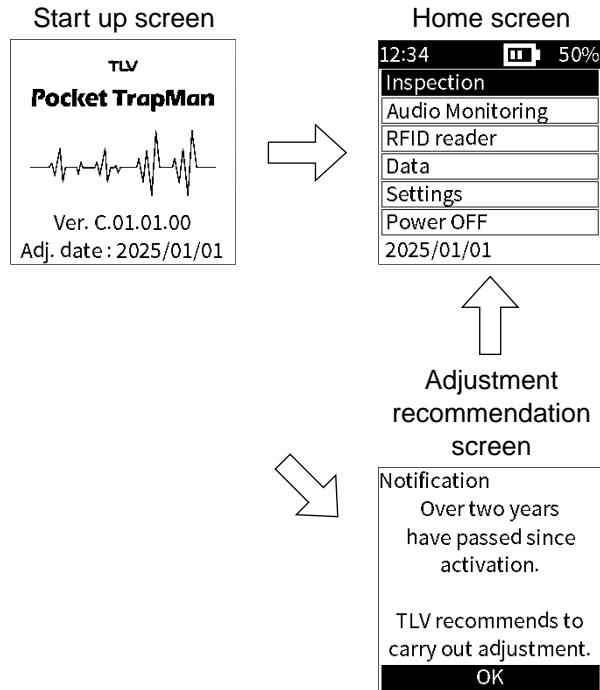 Start up screen
TLV
Pocket TrapMan
Ver. C.01.01.00
Adj. date : 2025/01/01
Home screen
12:34 50%
Inspection
Audio Monitoring
RFID reader
Data
Settings
Power OFF
2025/01/01
Adjustment
recommendation
screen
Notification
Over two years
have passed since
activation.
TLV recommends to
carry out adjustment.
OK